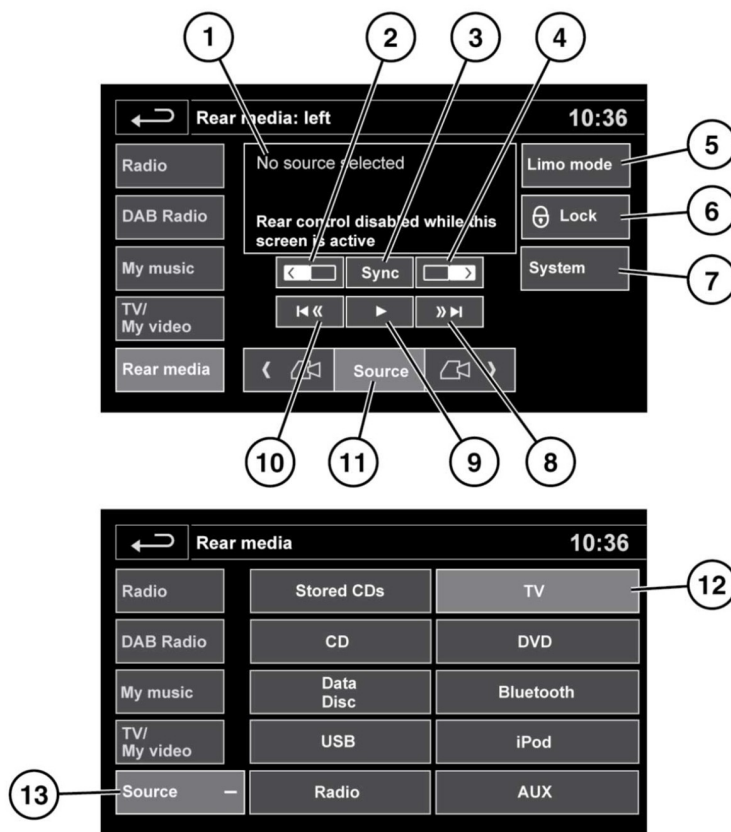 1 2 3 4
Rear media: left 10:36
Radio
No source selected
Limo mode
5
DAB Radio
Rear control disabled while this
screen is active
Lock
6
My music
Sync
System
7
TV/
My video
Rear media
Source
10 11 9 8
Rear media 10:36
Radio Stored CDs TV
12
DAB Radio CD DVD
My music
Data
Disc
Bluetooth
TV/
My video
USB iPod
13
Source – Radio AUX